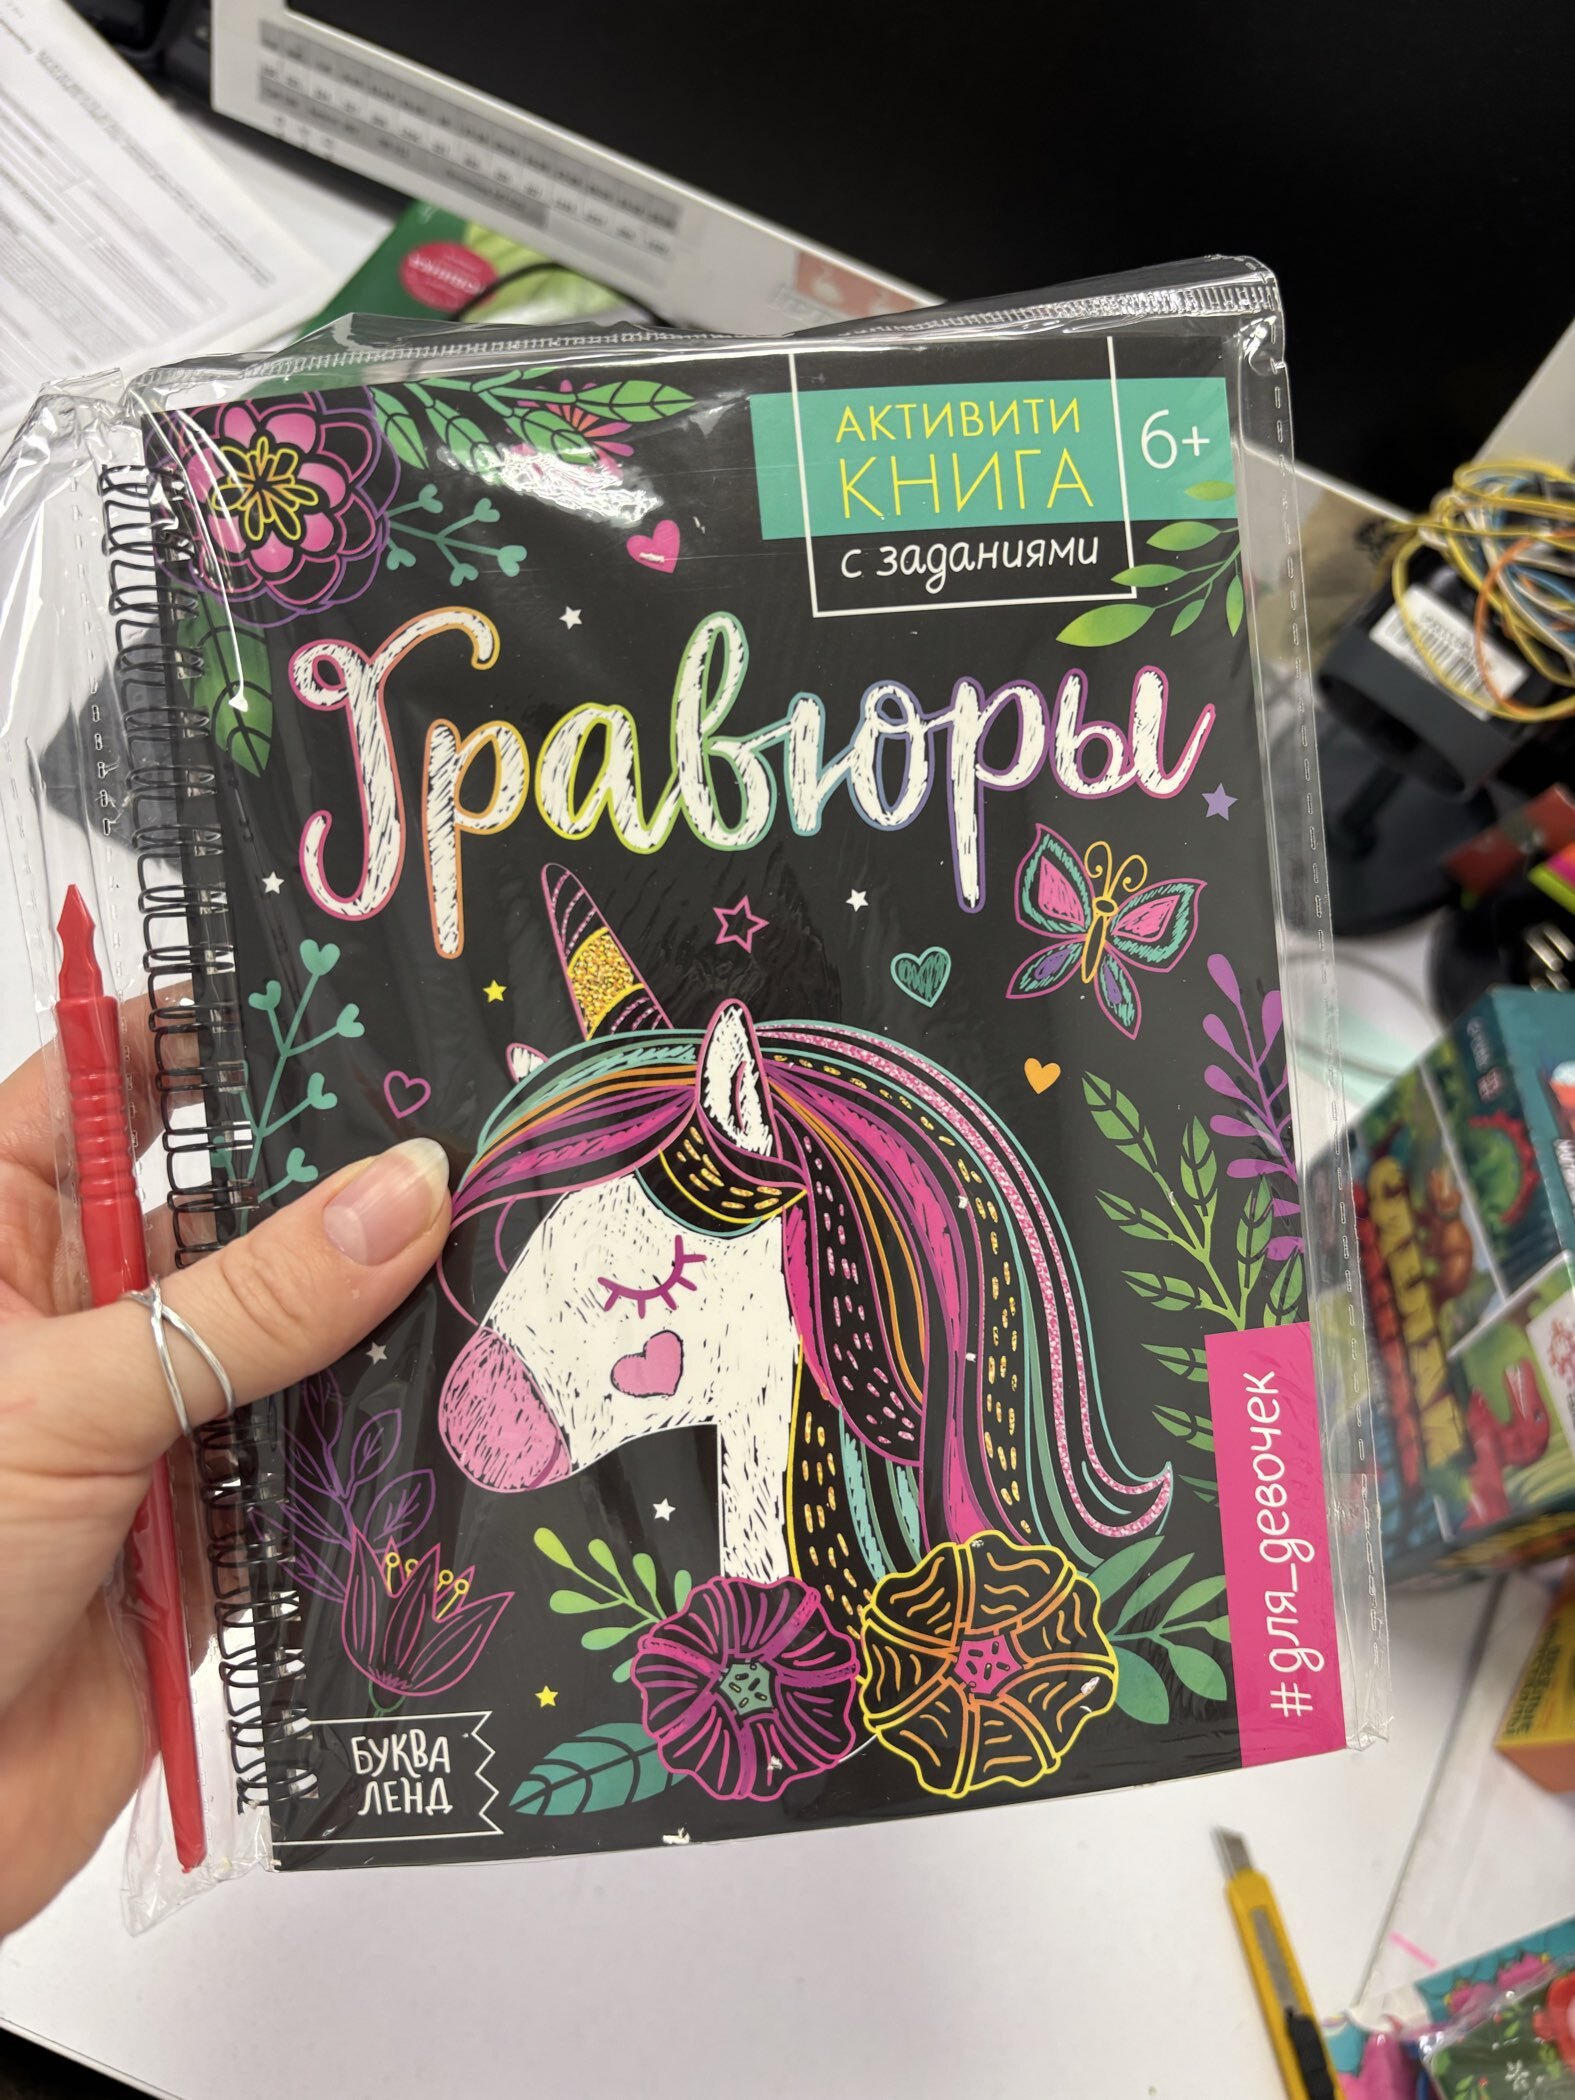 АКТИВИТИ
КНИГА
6+
с заданиями
Гравюры
#для_девочек
БУКВА
ЛЕНД